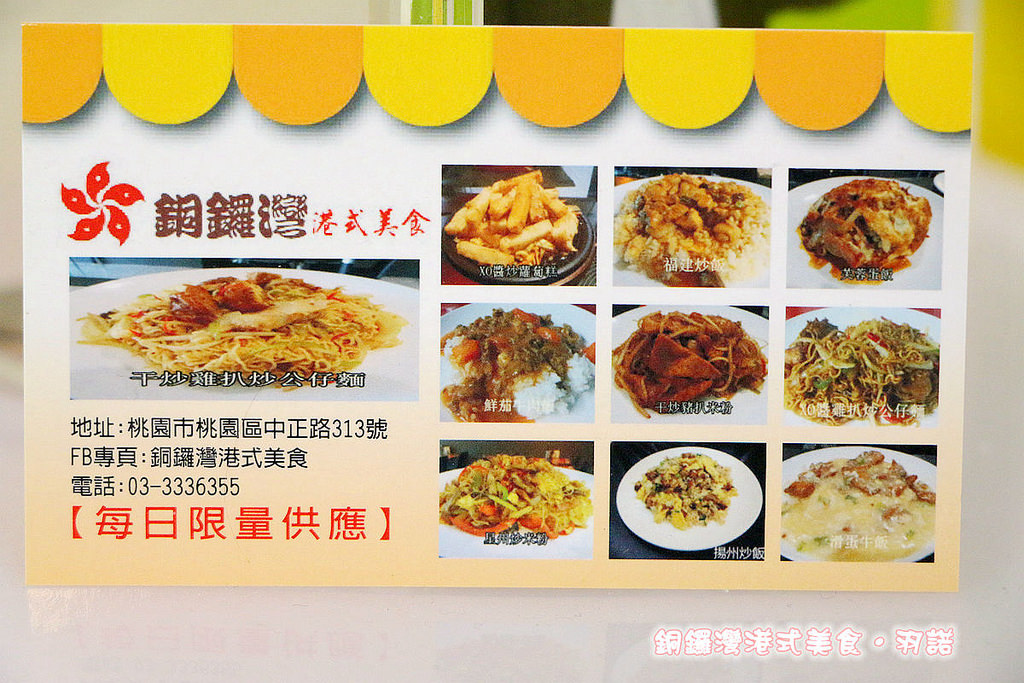 銅鑼灣港式美食
干炒雞扒炒公仔麵
地址:桃園市桃園區中正路313號
FB專頁:銅鑼灣港式美食
電話:03-3336355
【每日限量供應】
XO醬炒蘿蔔糕
福建炒飯
芙蓉蛋飯
鮮茄牛肉飯
干炒豬扒米粉
XO醬雞扒炒公仔麵
星州炒米粉
揚州炒飯
滑蛋牛飯
銅鑼灣港式美食。玥諾